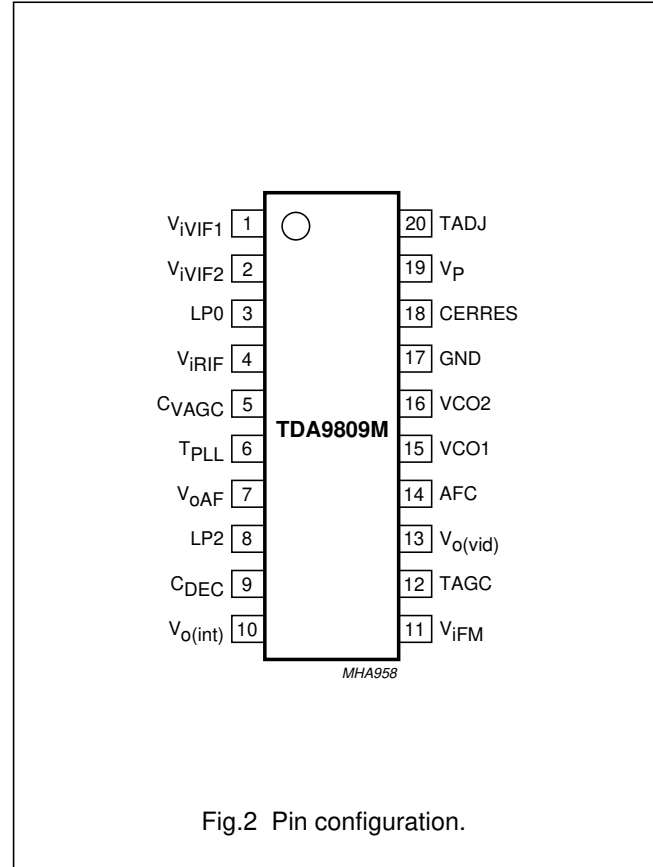 V_iVIF1 1 20 TADJ
V_iVIF2 2 19 V_P
LP0 3 18 CERRES
V_iRIF 4 17 GND
C_VAGC 5 16 VCO2
TDA9809M
T_PLL 6 15 VCO1
V_oAF 7 14 AFC
LP2 8 13 V_o(vid)
C_DEC 9 12 TAGC
V_o(int) 10 11 V_iFM
MHA958
Fig.2 Pin configuration.